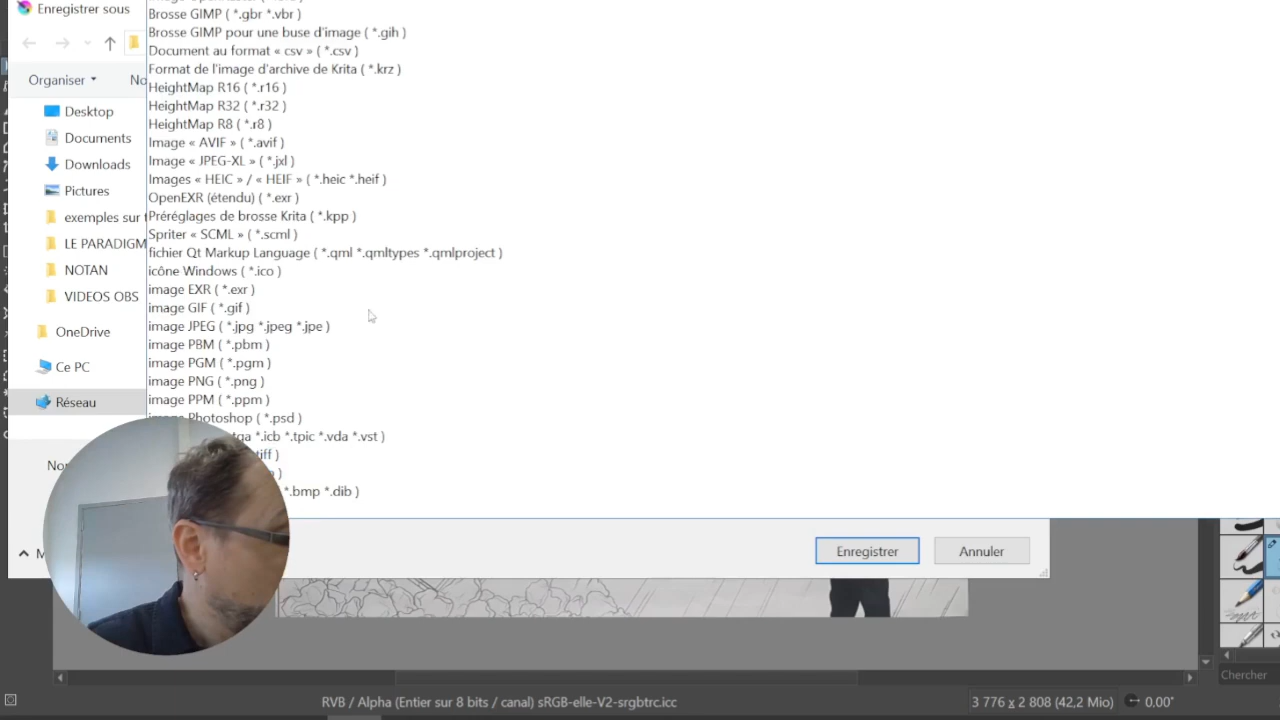 Enregistrer sous
Organiser
No
Desktop
Documents
Downloads
Pictures
exemples sur
LE PARADIGM
NOTAN
VIDEOS OBS
OneDrive
Ce PC
Réseau
Brosse GIMP ( *.gbr *.vbr )
Brosse GIMP pour une buse d'image ( *.gih )
Document au format « csv » ( *.csv )
Format de l'image d'archive de Krita ( *.krz )
HeightMap R16 ( *.r16 )
HeightMap R32 ( *.r32 )
HeightMap R8 ( *.r8 )
Image « AVIF » ( *.avif )
Image « JPEG-XL » ( *.jxl )
Images « HEIC » / « HEIF » ( *.heic *.heif )
OpenEXR (étendu) ( *.exr )
Préréglages de brosse Krita ( *.kpp )
Spriter « SCML » ( *.scml )
fichier Qt Markup Language ( *.qml *.qmltypes *.qmlproject )
icône Windows ( *.ico )
image EXR ( *.exr )
image GIF ( *.gif )
image JPEG ( *.jpg *.jpeg *.jpe )
image PBM ( *.pbm )
image PGM ( *.pgm )
image PNG ( *.png )
image PPM ( *.ppm )
image Photoshop ( *.psd )
*.icb *.tpic *.vda *.vst )
tiff )
*.bmp *.dib )
No
Enregistrer
Annuler
Chercher
RVB / Alpha (Entier sur 8 bits / canal) sRGB-elle-V2-srgbtrc.icc
3 776 x 2 808 (42,2 Mio)
0.00°